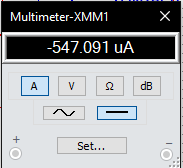 Multimeter-XMM1
-547.091 uA
A V Ω dB
Set...
+ -